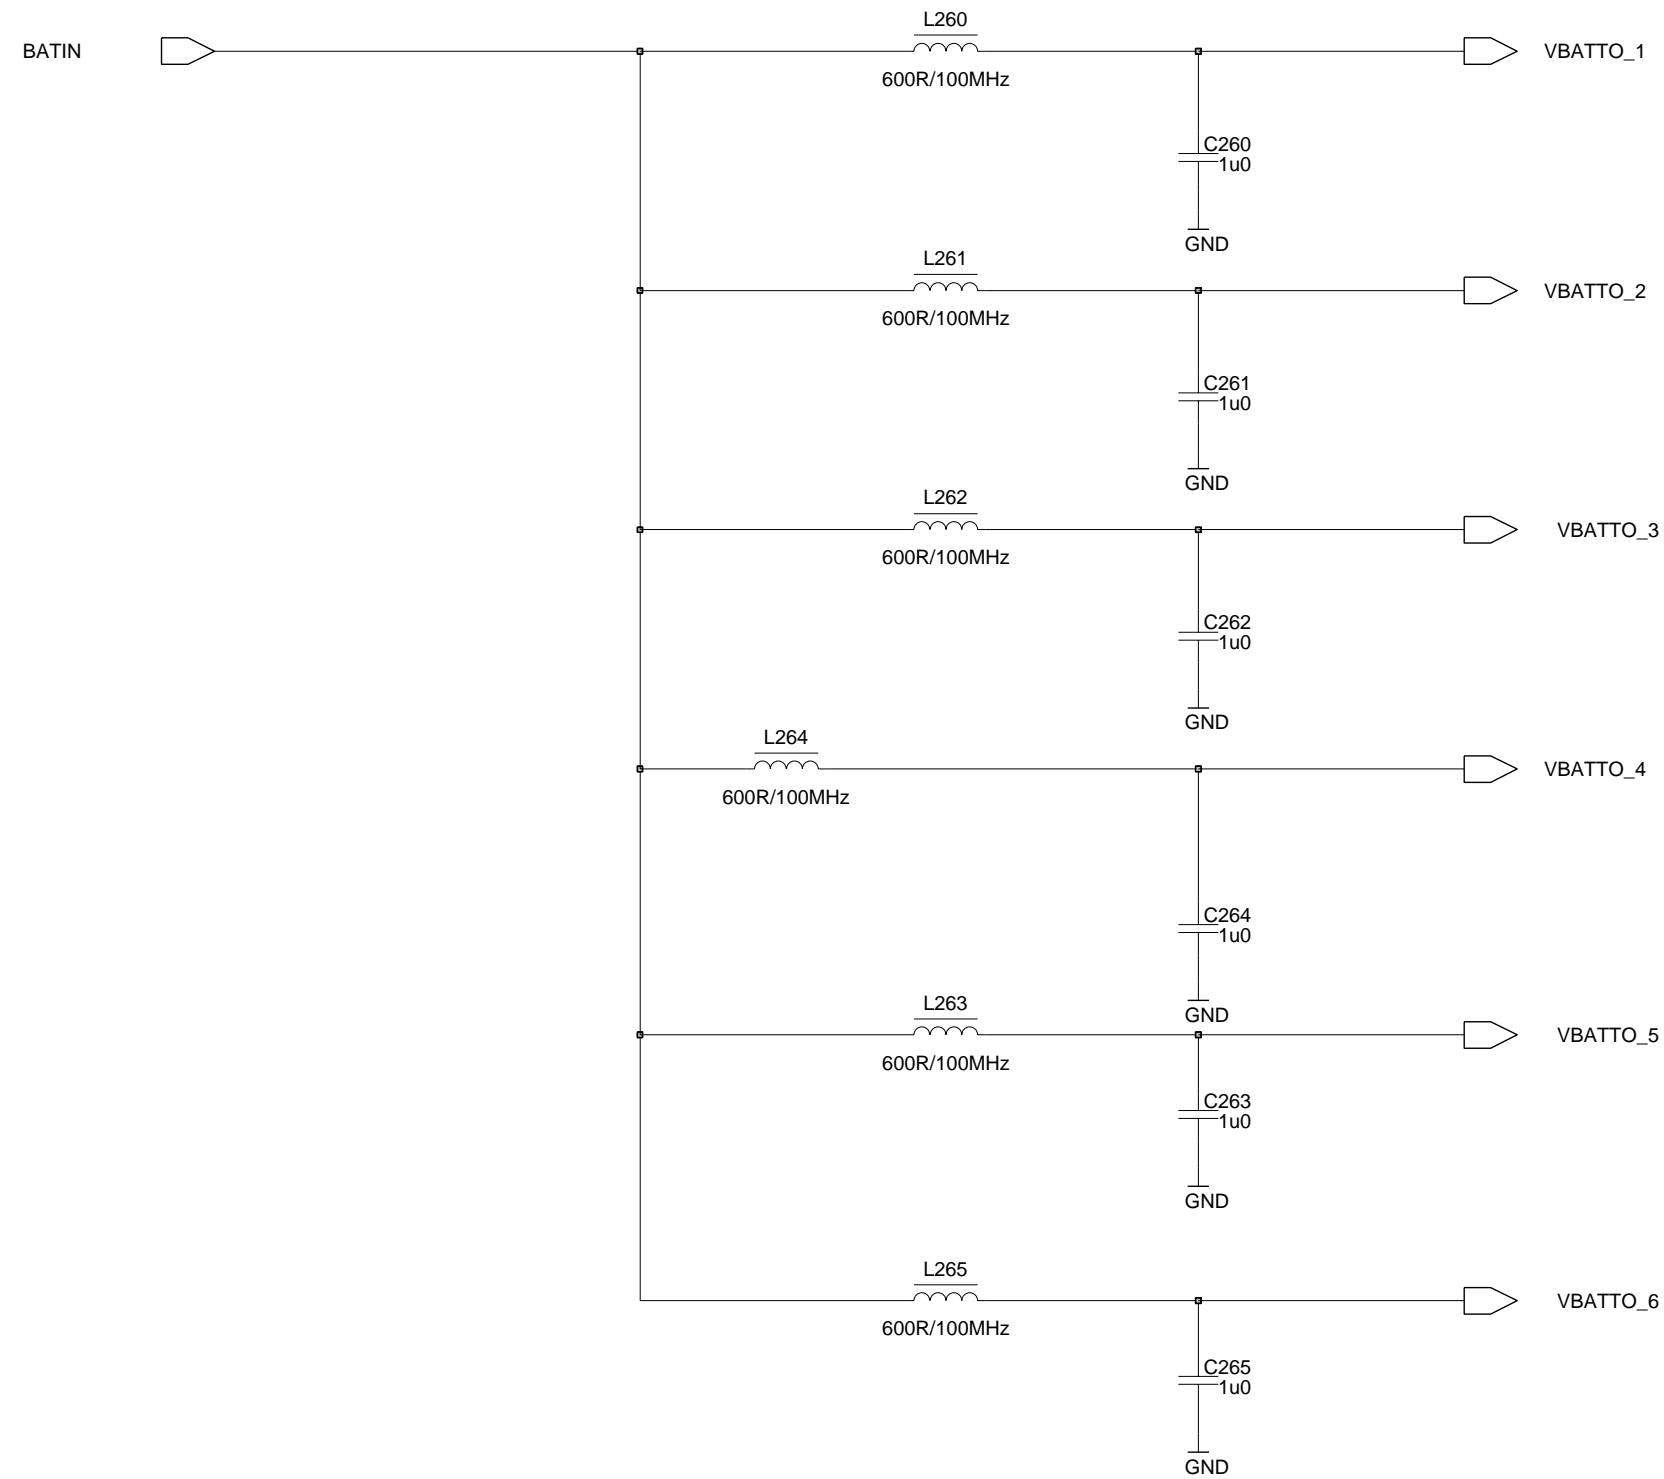 L260
BATIN
VBATTO_1
600R/100MHz
C260
1u0
GND
L261
VBATTO_2
600R/100MHz
C261
1u0
GND
L262
VBATTO_3
600R/100MHz
C262
1u0
GND
L264
VBATTO_4
600R/100MHz
C264
1u0
L263
GND
VBATTO_5
600R/100MHz
C263
1u0
GND
L265
VBATTO_6
600R/100MHz
C265
1u0
GND